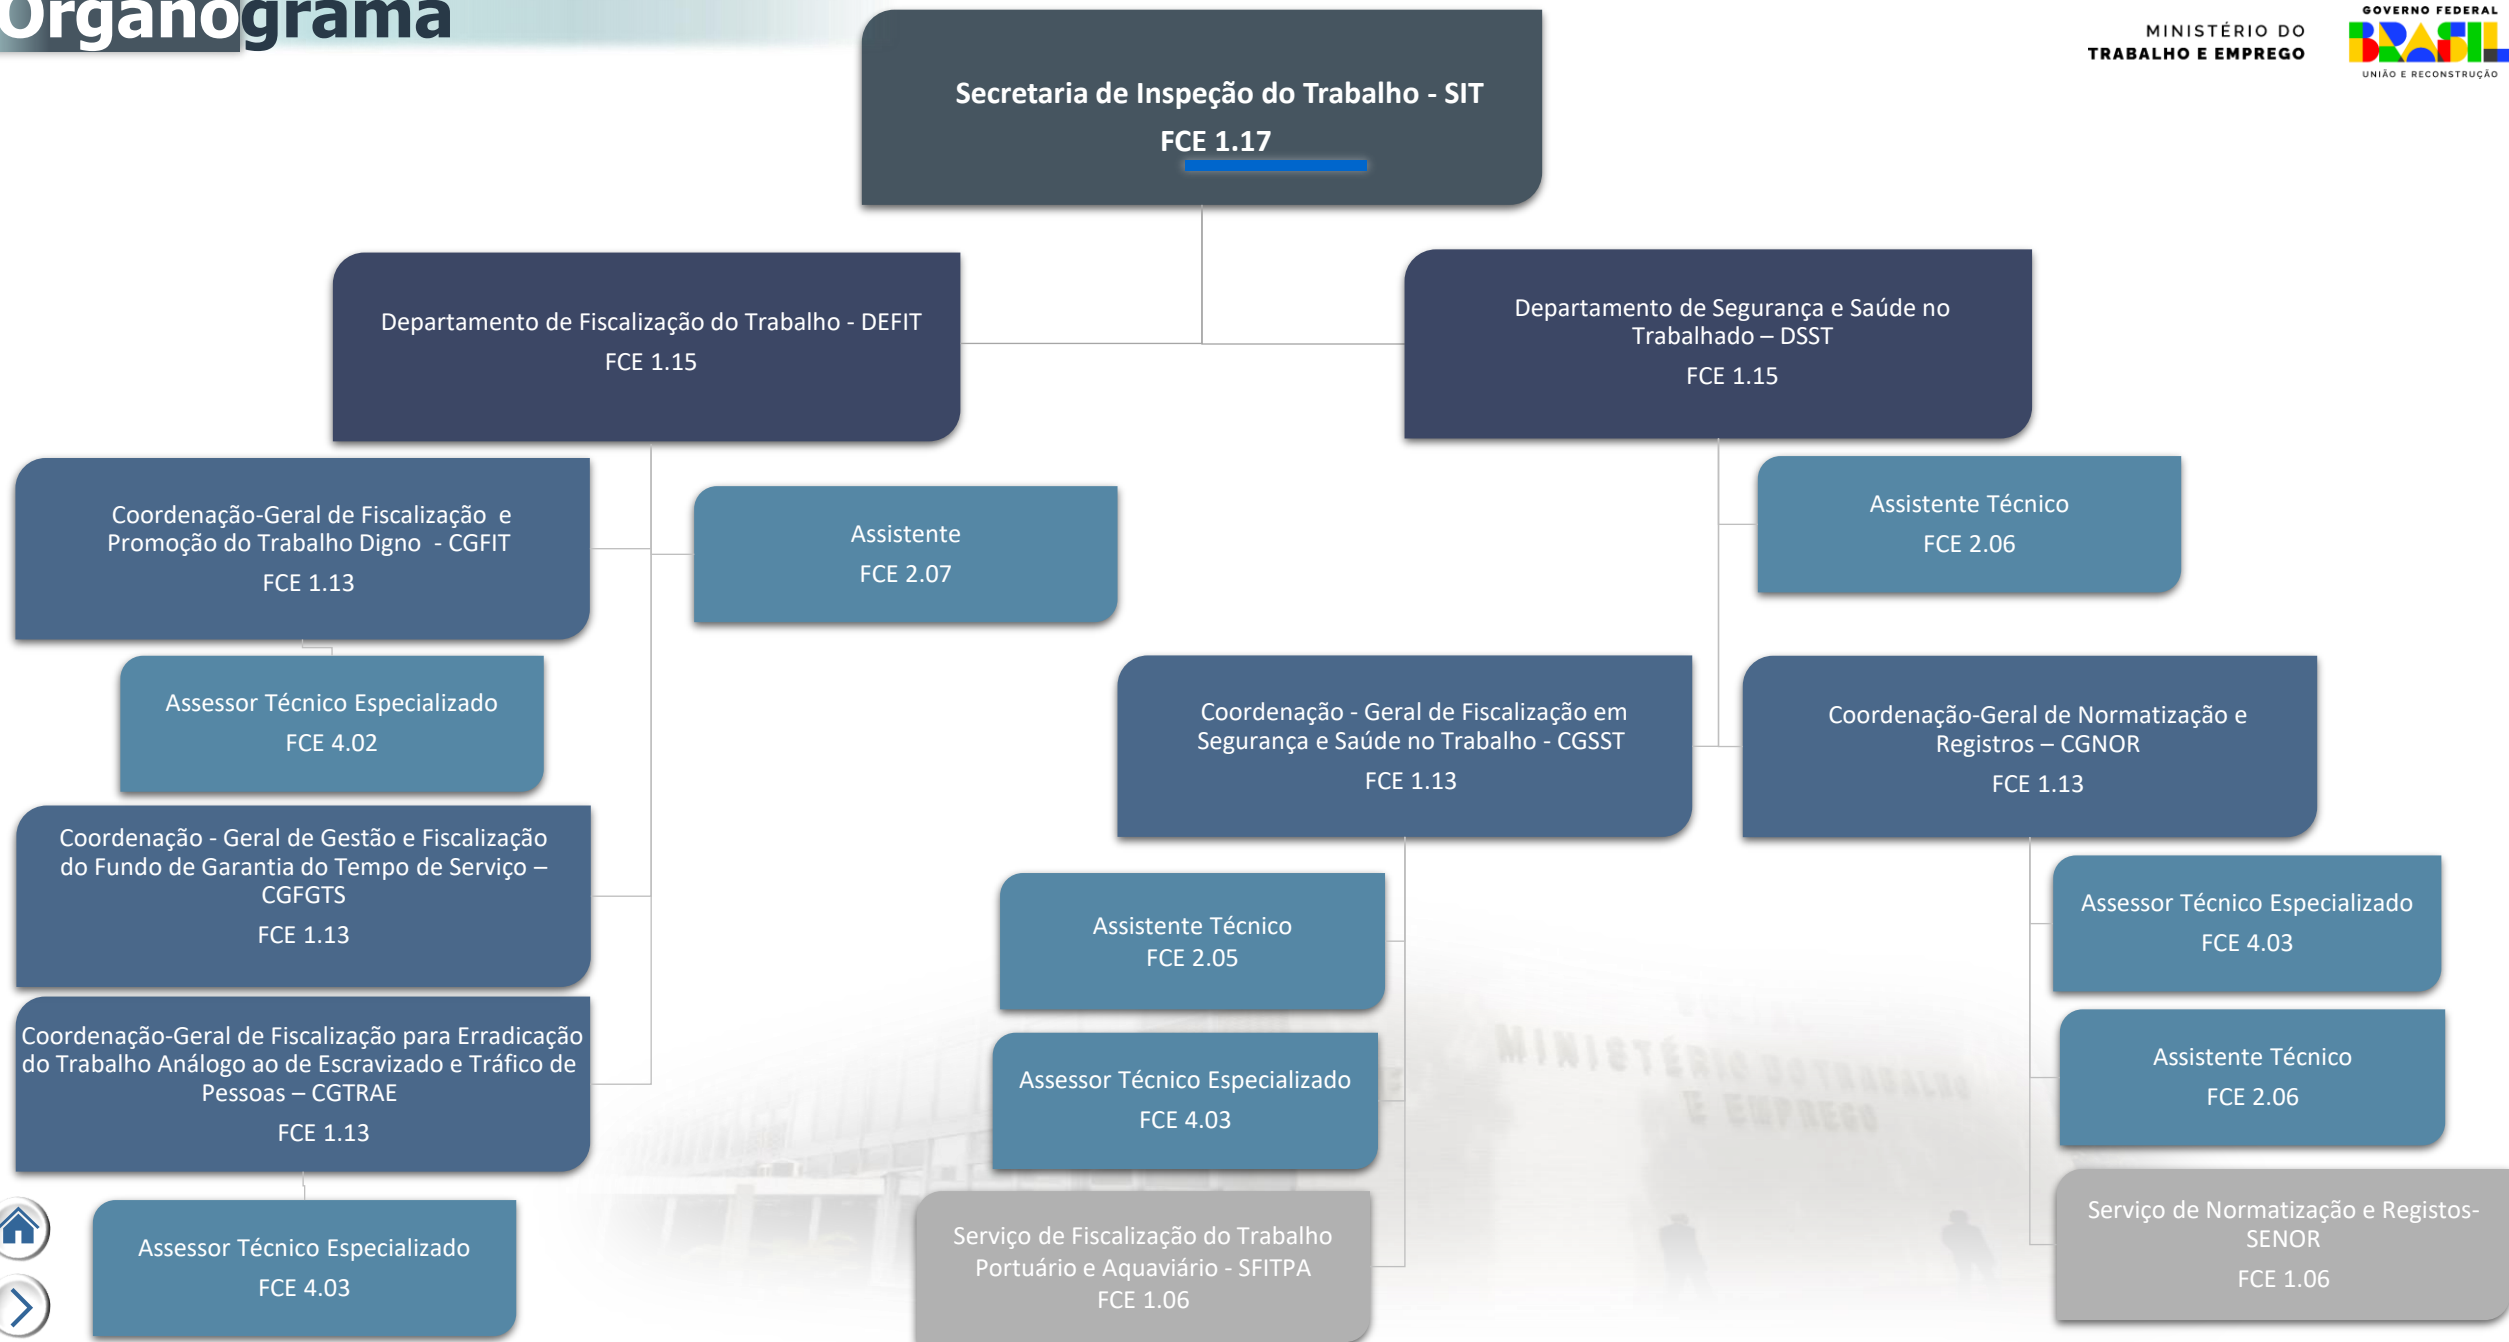 Organograma
MINISTÉRIO DO
TRABALHO E EMPREGO
GOVERNO FEDERAL
BRASIL
UNIÃO E RECONSTRUÇÃO
Secretaria de Inspeção do Trabalho - SIT
FCE 1.17
Departamento de Fiscalização do Trabalho - DEFIT
FCE 1.15
Departamento de Segurança e Saúde no
Trabalhado – DSST
FCE 1.15
Coordenação-Geral de Fiscalização e
Promoção do Trabalho Digno - CGFIT
FCE 1.13
Assistente
FCE 2.07
Assistente Técnico
FCE 2.06
Assessor Técnico Especializado
FCE 4.02
Coordenação - Geral de Fiscalização em
Segurança e Saúde no Trabalho - CGSST
FCE 1.13
Coordenação-Geral de Normatização e
Registros – CGNOR
FCE 1.13
Coordenação - Geral de Gestão e Fiscalização
do Fundo de Garantia do Tempo de Serviço –
CGFGTS
FCE 1.13
Assistente Técnico
FCE 2.05
Assessor Técnico Especializado
FCE 4.03
Coordenação-Geral de Fiscalização para Erradicação
do Trabalho Análogo ao de Escravizado e Tráfico de
Pessoas – CGTRAE
FCE 1.13
Assessor Técnico Especializado
FCE 4.03
Assistente Técnico
FCE 2.06
MINISTÉRIO DO TRABALHO
E EMPREGO
Assessor Técnico Especializado
FCE 4.03
Serviço de Fiscalização do Trabalho
Portuário e Aquaviário - SFITPA
FCE 1.06
Serviço de Normatização e Registos-
SENOR
FCE 1.06